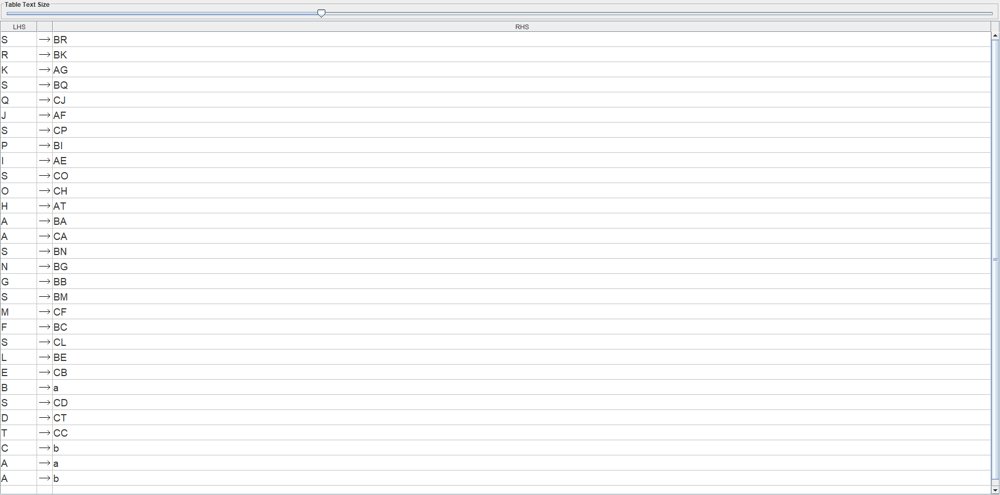 Table Text Size
LHS RHS
S → BR
R → BK
K → AG
S → BQ
Q → CJ
J → AF
S → CP
P → BI
I → AE
S → CO
O → CH
H → AT
A → BA
A → CA
S → BN
N → BG
G → BB
S → BM
M → CF
F → BC
S → CL
L → BE
E → CB
B → a
S → CD
D → CT
T → CC
C → b
A → a
A → b